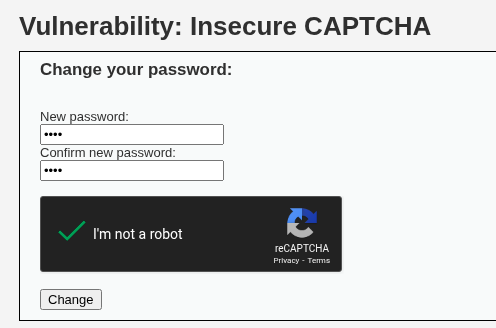 Vulnerability: Insecure CAPTCHA
Change your password:
New password:
••••
Confirm new password:
••••
I'm not a robot
reCAPTCHA
Privacy - Terms
Change